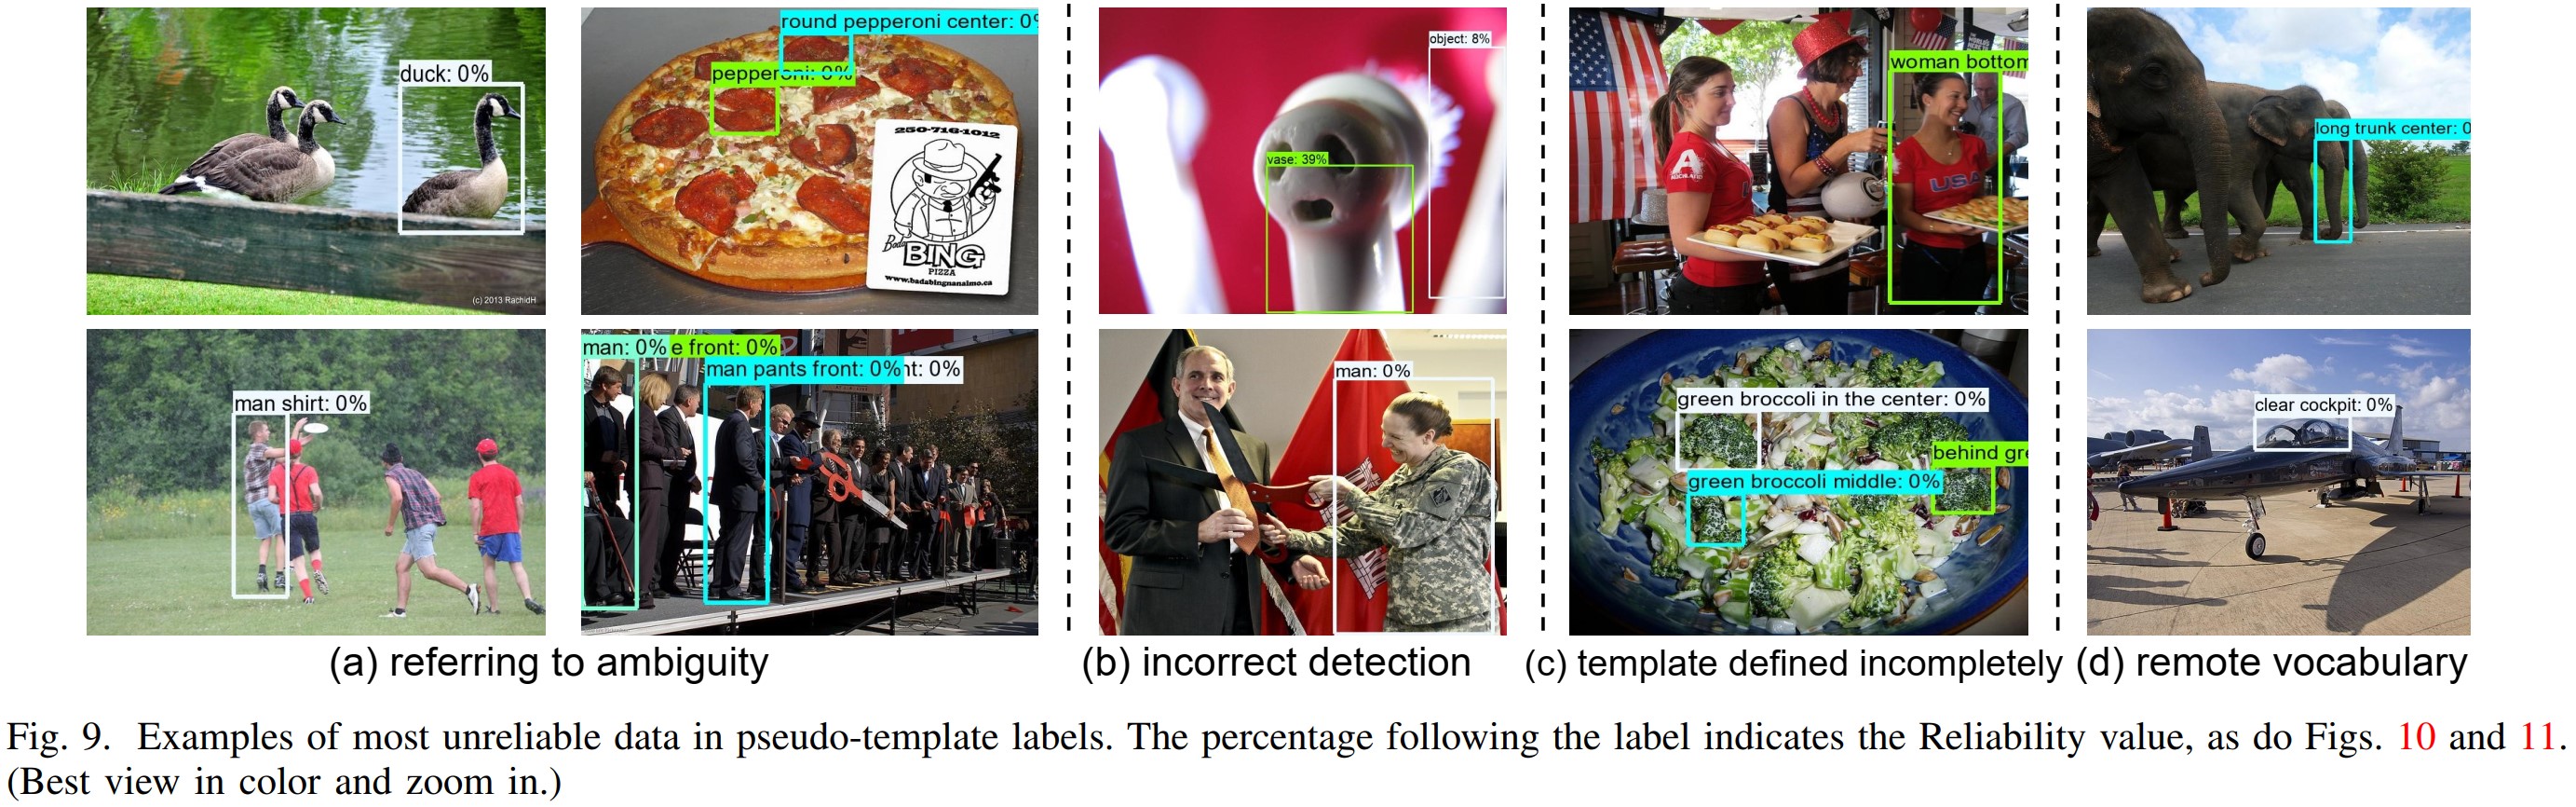 duck: 0%
(c) 2013 RachidH
round pepperoni center: 0%
pepperoni: 0%
250-716-1012
Bada
BING
PIZZA
www.badabingnanaimo.ca
object: 8%
vase: 39%
woman bottom
A
USA
long trunk center: 0
man shirt: 0%
man: 0% e front: 0%
man pants front: 0% nt: 0%
man: 0%
green broccoli in the center: 0%
behind gre
green broccoli middle: 0%
clear cockpit: 0%
(a) referring to ambiguity
(b) incorrect detection
(c) template defined incompletely
(d) remote vocabulary
Fig. 9. Examples of most unreliable data in pseudo-template labels. The percentage following the label indicates the Reliability value, as do Figs. 10 and 11.
(Best view in color and zoom in.)